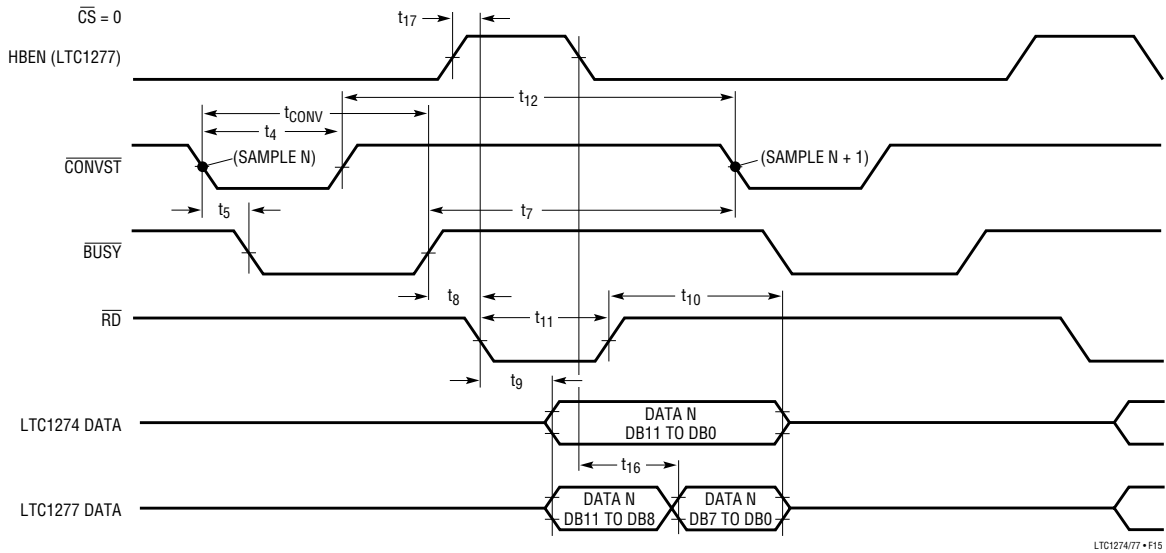 CS = 0
t17
HBEN (LTC1277)
t12
tCONV
t4
CONVST
(SAMPLE N)
(SAMPLE N + 1)
t5
t7
BUSY
t8
t10
RD
t11
t9
LTC1274 DATA
DATA N
DB11 TO DB0
t16
LTC1277 DATA
DATA N
DB11 TO DB8
DATA N
DB7 TO DB0
LTC1274/77 • F15